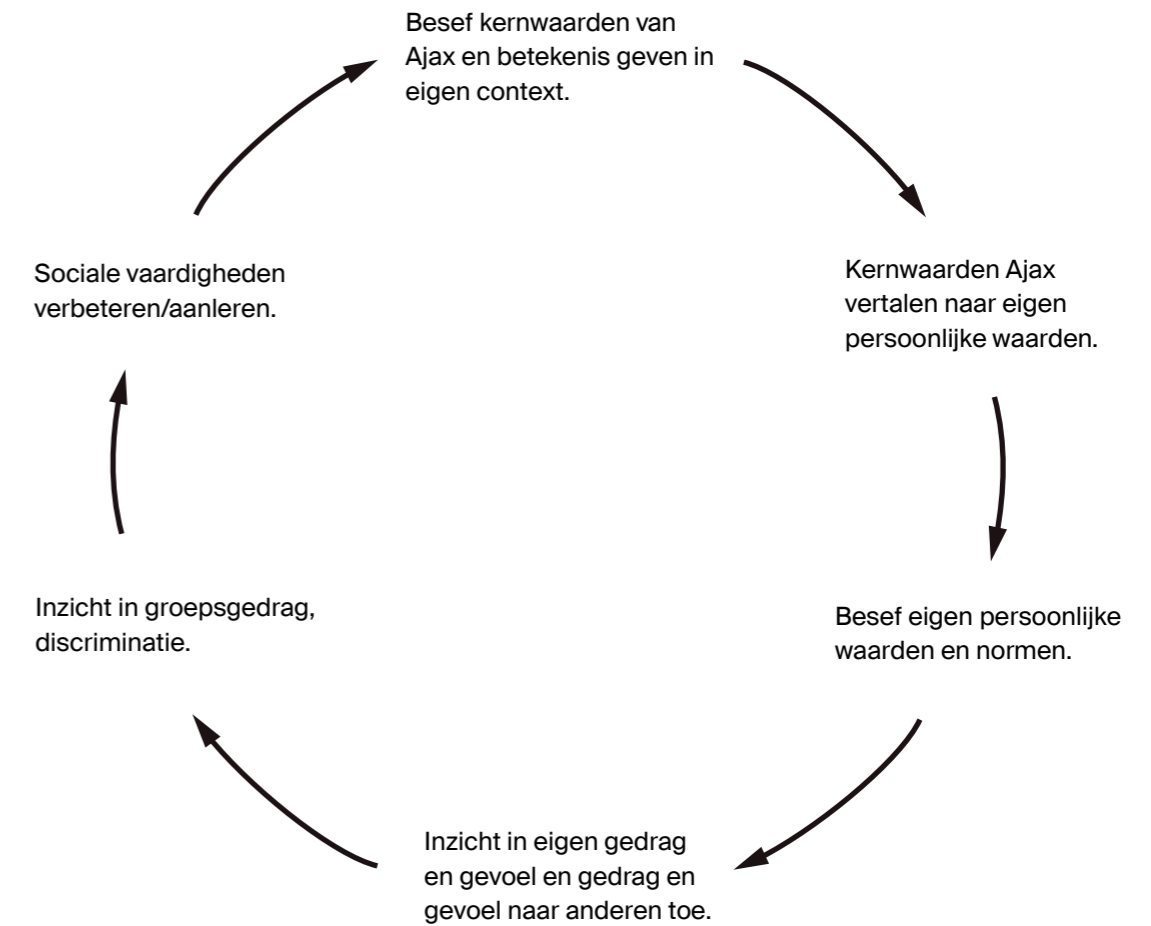 Besef kernwaarden van
Ajax en betekenis geven in
eigen context.
Kernwaarden Ajax
vertalen naar eigen
persoonlijke waarden.
Besef eigen persoonlijke
waarden en normen.
Inzicht in eigen gedrag
en gevoel en gedrag en
gevoel naar anderen toe.
Inzicht in groepsgedrag,
discriminatie.
Sociale vaardigheden
verbeteren/aanleren.